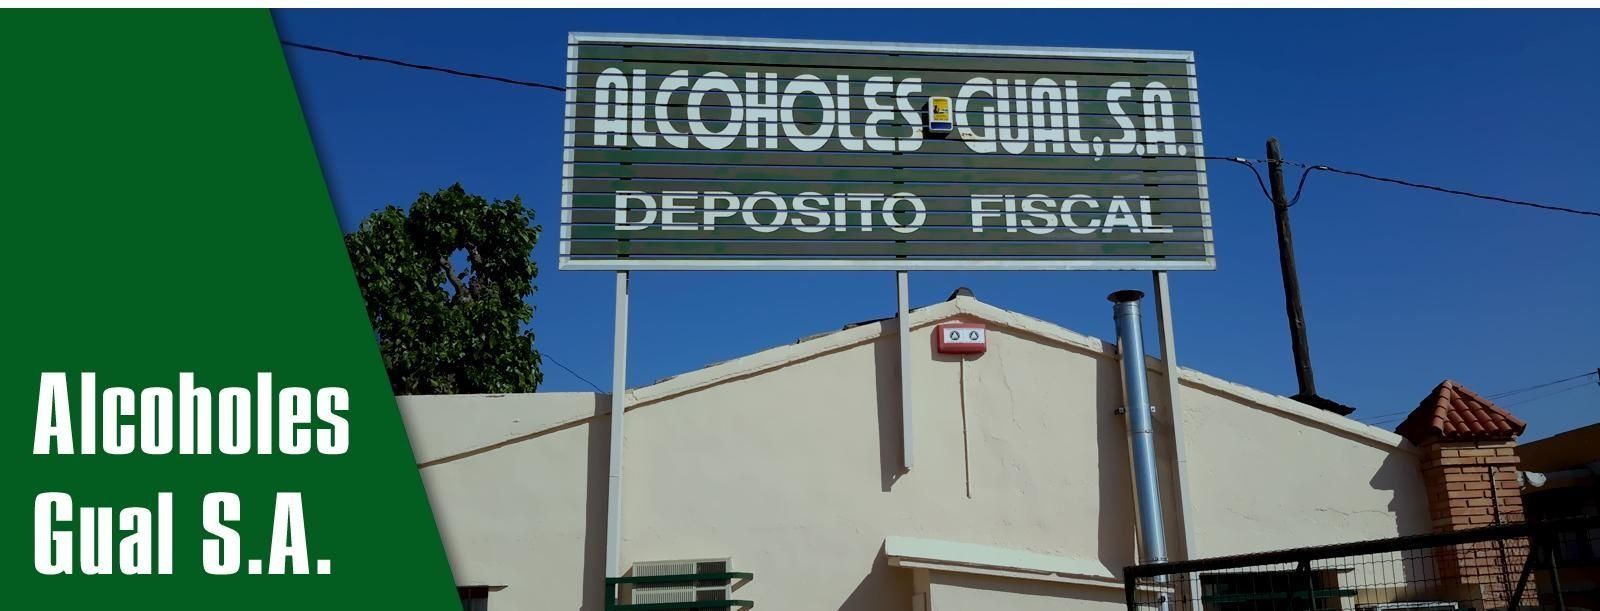 Alcoholes
Gual S.A.
ALCOHOLES GUAL, S.A.
DEPOSITO FISCAL